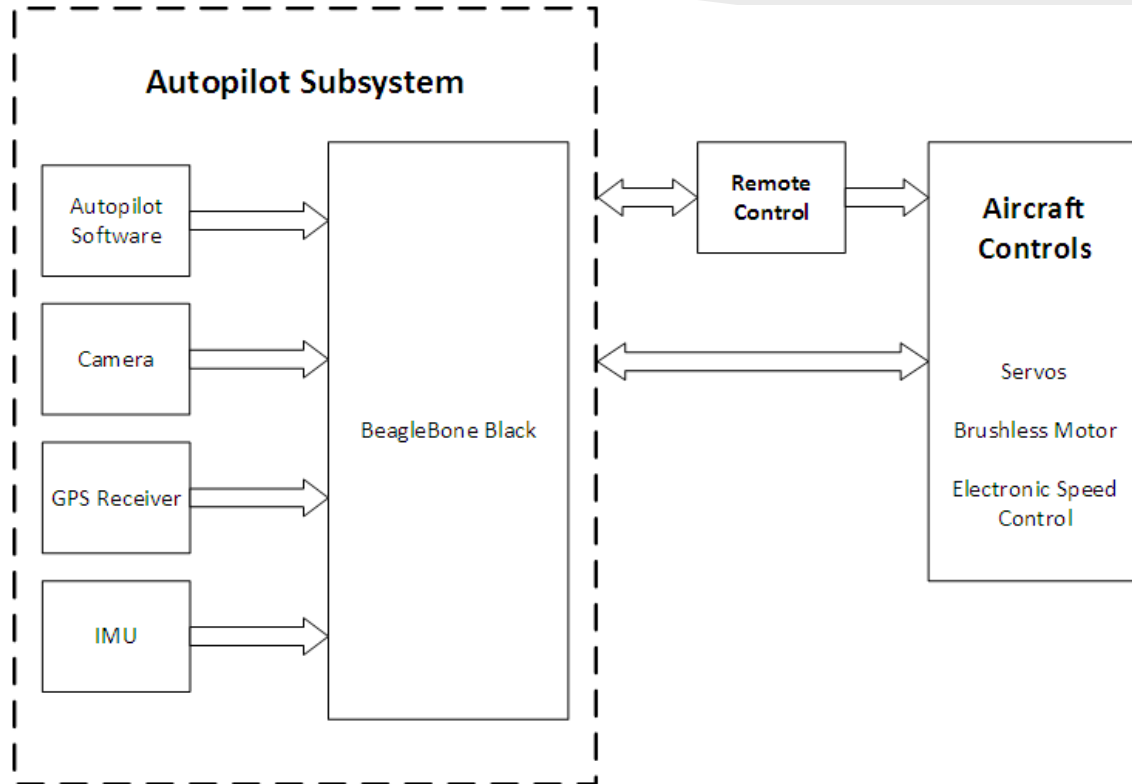 Autopilot Subsystem
Autopilot
Software
Camera
GPS Receiver
IMU
BeagleBone Black
Remote
Control
Aircraft
Controls
Servos
Brushless Motor
Electronic Speed
Control